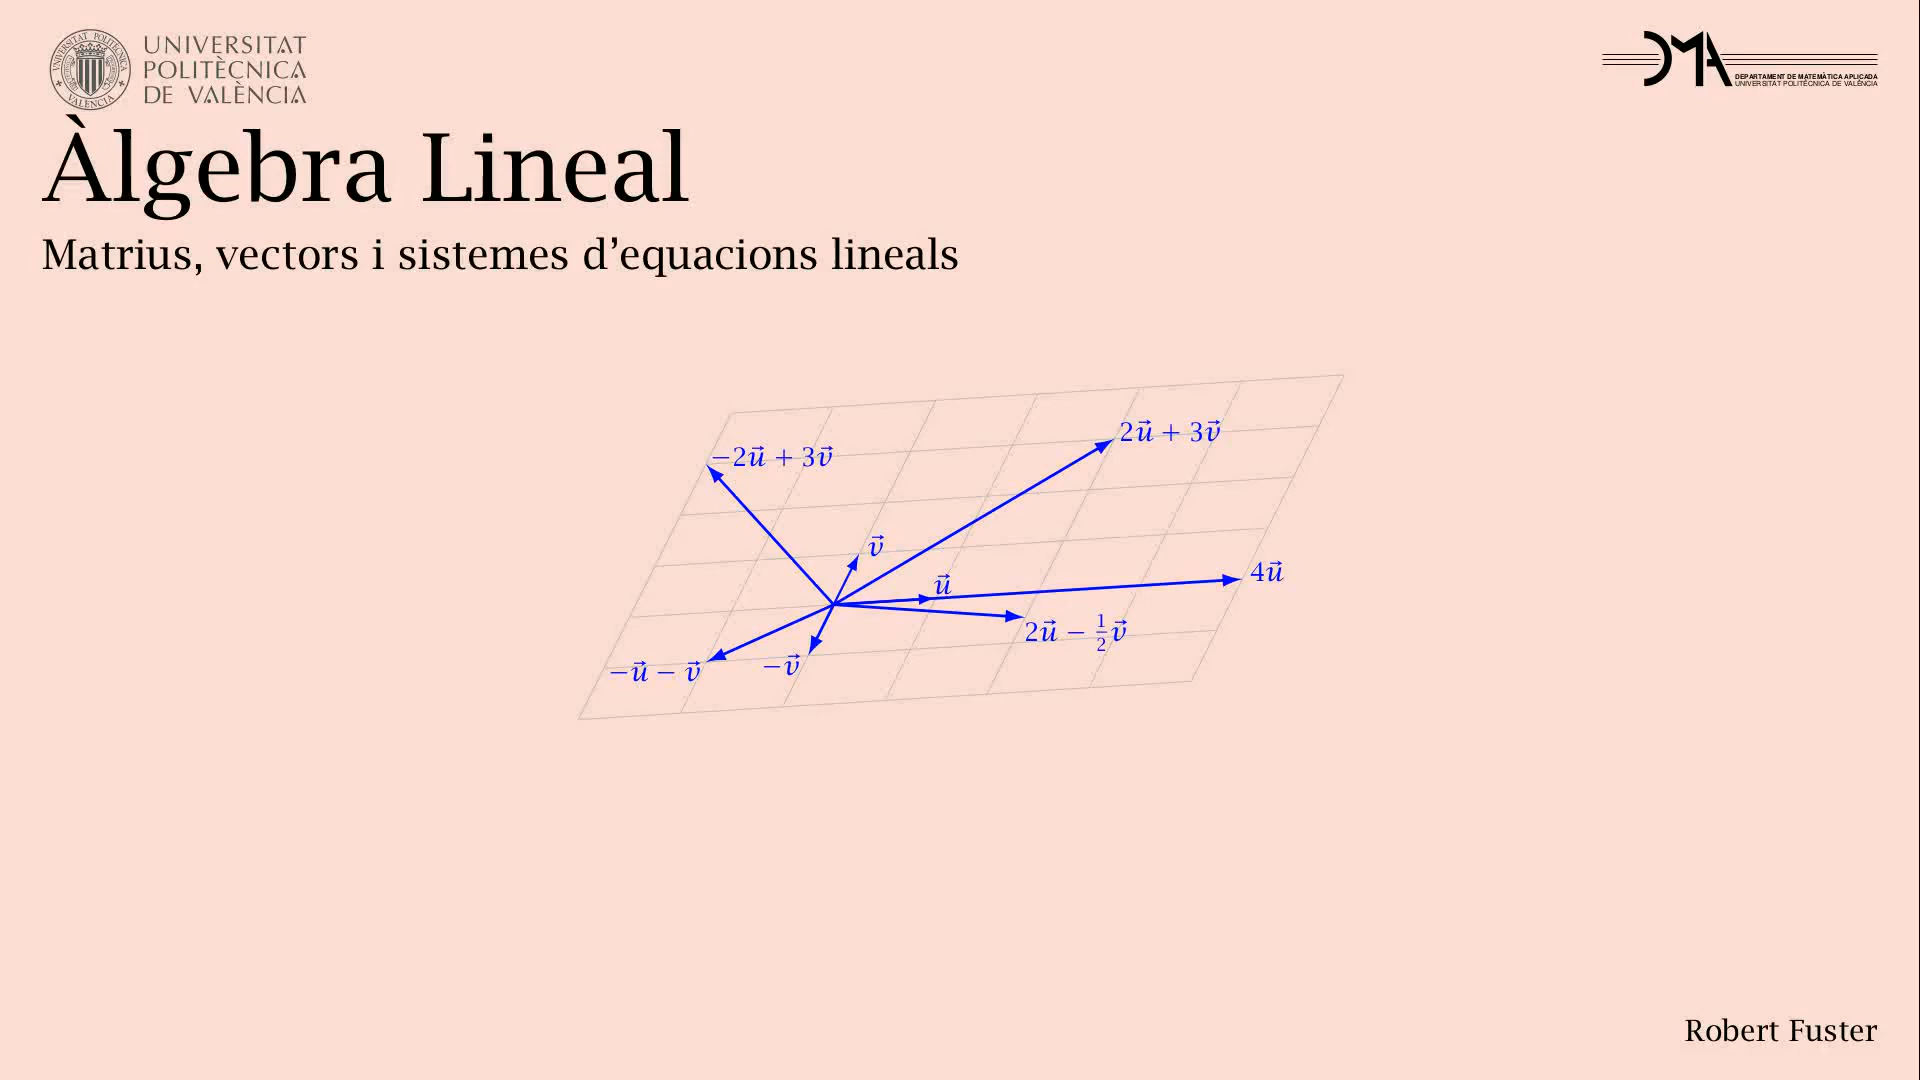 UNIVERSITAT
POLITÈCNICA
DE VALÈNCIA
DMA
DEPARTAMENT DE MATEMÀTICA APLICADA
UNIVERSITAT POLITÈCNICA DE VALÈNCIA
Àlgebra Lineal
Matrius, vectors i sistemes d’equacions lineals
2u⃗ + 3v⃗
−2u⃗ + 3v⃗
v⃗
u⃗
4u⃗
2u⃗ − ½v⃗
−u⃗ − v⃗
−v⃗
Robert Fuster